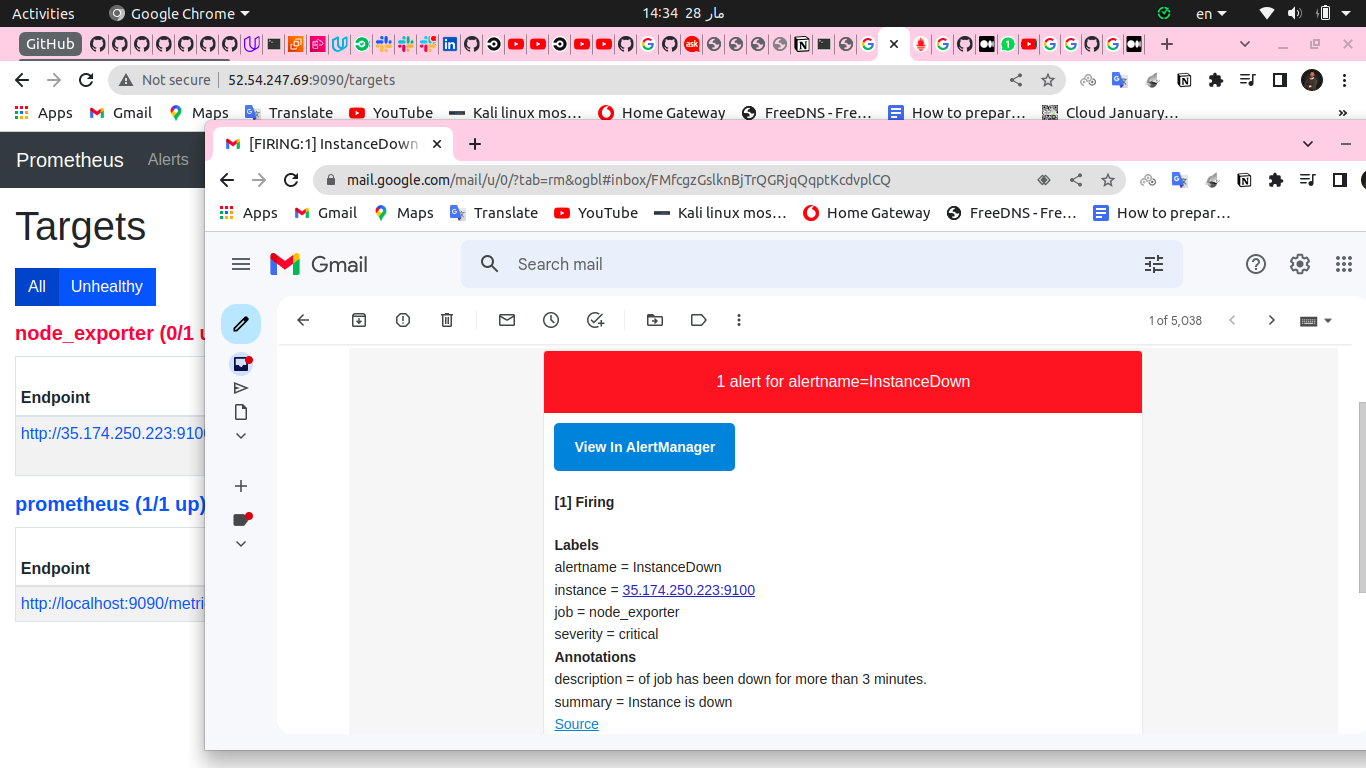 Activities
Google Chrome
14:34 28 مار
en
GitHub
Not secure
52.54.247.69:9090/targets
Apps
Gmail
Maps
Translate
YouTube
Kali linux mos…
Home Gateway
FreeDNS - Fre…
How to prepar…
Cloud January…
»
Prometheus
Alerts
Targets
All
Unhealthy
node_exporter (0/1 u
Endpoint
http://35.174.250.223:910
prometheus (1/1 up)
Endpoint
http://localhost:9090/metri
[FIRING:1] InstanceDown
mail.google.com/mail/u/0/?tab=rm&ogbl#inbox/FMfcgzGslknBjTrQGRjqQqptKcdvplCQ
Apps
Gmail
Maps
Translate
YouTube
Kali linux mos…
Home Gateway
FreeDNS - Fre…
How to prepar…
Gmail
Search mail
1 of 5,038
1 alert for alertname=InstanceDown
View In AlertManager
[1] Firing
Labels
alertname = InstanceDown
instance = 35.174.250.223:9100
job = node_exporter
severity = critical
Annotations
description = of job has been down for more than 3 minutes.
summary = Instance is down
Source